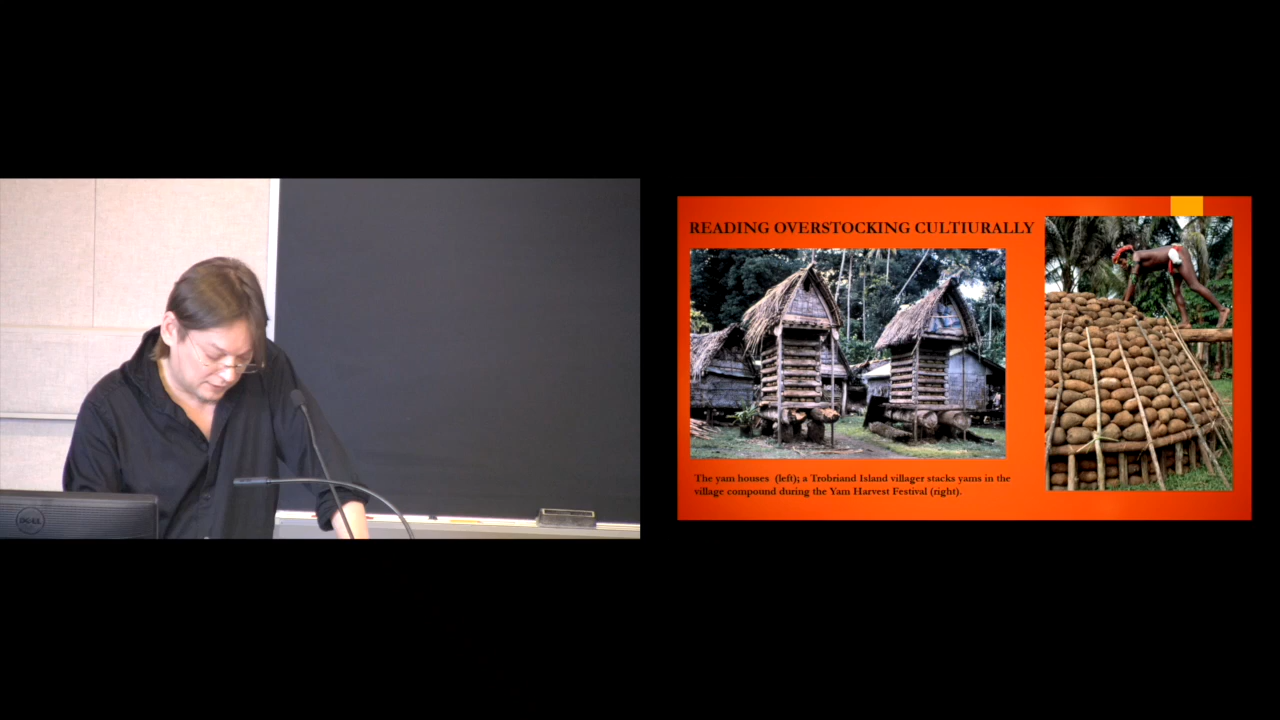 READING OVERSTOCKING CULTIURALLY
The yam houses (left); a Trobriand Island villager stacks yams in the
village compound during the Yam Harvest Festival (right).
DELL